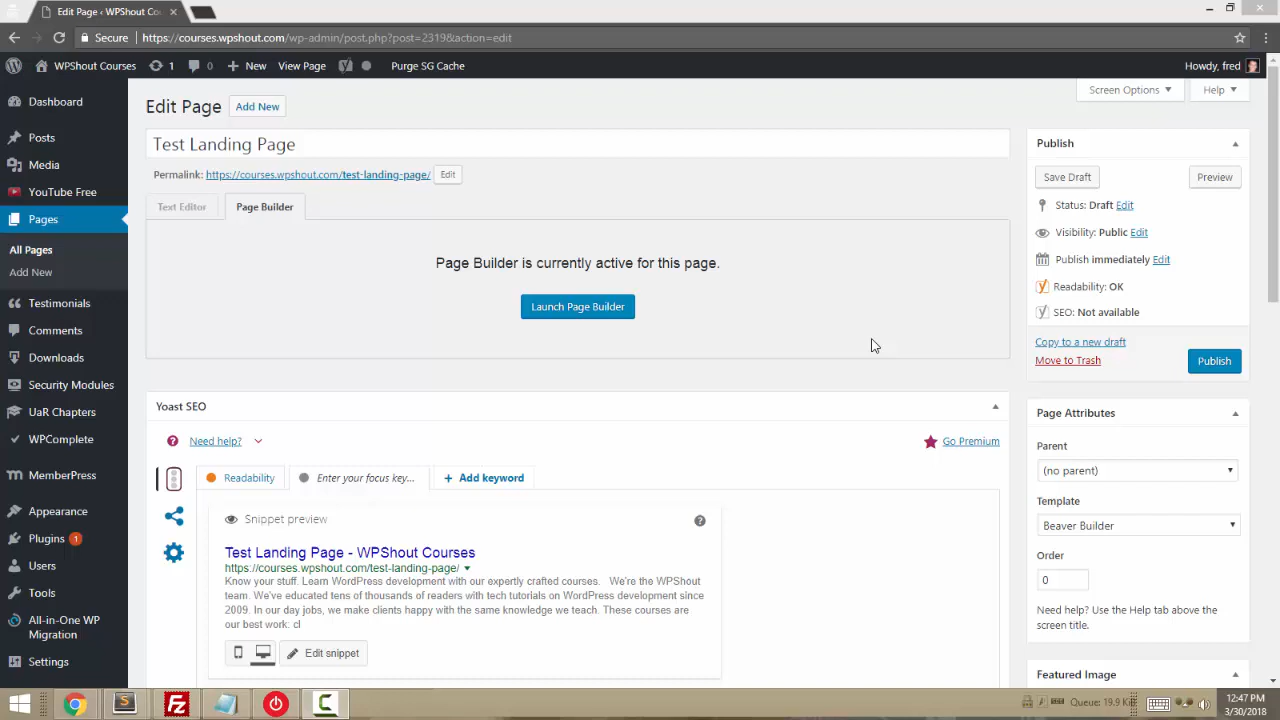 Edit Page ‹ WPShout Co
Secure
https://courses.wpshout.com/wp-admin/post.php?post=2319&action=edit
WPShout Courses
1
0
New
View Page
Purge SG Cache
Howdy, fred
Screen Options
Help
Dashboard
Posts
Media
YouTube Free
Pages
All Pages
Add New
Testimonials
Comments
Downloads
Security Modules
UaR Chapters
WPComplete
MemberPress
Appearance
Plugins 1
Users
Tools
All-in-One WP
Migration
Settings
Edit Page
Add New
Test Landing Page
Permalink: https://courses.wpshout.com/test-landing-page/
Edit
Text Editor
Page Builder
Page Builder is currently active for this page.
Launch Page Builder
Yoast SEO
Need help?
Go Premium
Readability
Enter your focus key...
Add keyword
Snippet preview
Test Landing Page - WPShout Courses
https://courses.wpshout.com/test-landing-page/
Know your stuff. Learn WordPress development with our expertly crafted courses. We're the WPShout
team. We've educated tens of thousands of readers with tech tutorials on WordPress development since
2009. In our day jobs, we make clients happy with the same knowledge we teach. These courses are
our best work: cl
Edit snippet
Publish
Save Draft
Preview
Status: Draft Edit
Visibility: Public Edit
Publish immediately Edit
Readability: OK
SEO: Not available
Copy to a new draft
Move to Trash
Publish
Page Attributes
Parent
(no parent)
Template
Beaver Builder
Order
0
Need help? Use the Help tab above the
screen title.
Featured Image
Queue: 19.9 K
12:47 PM
3/30/2018